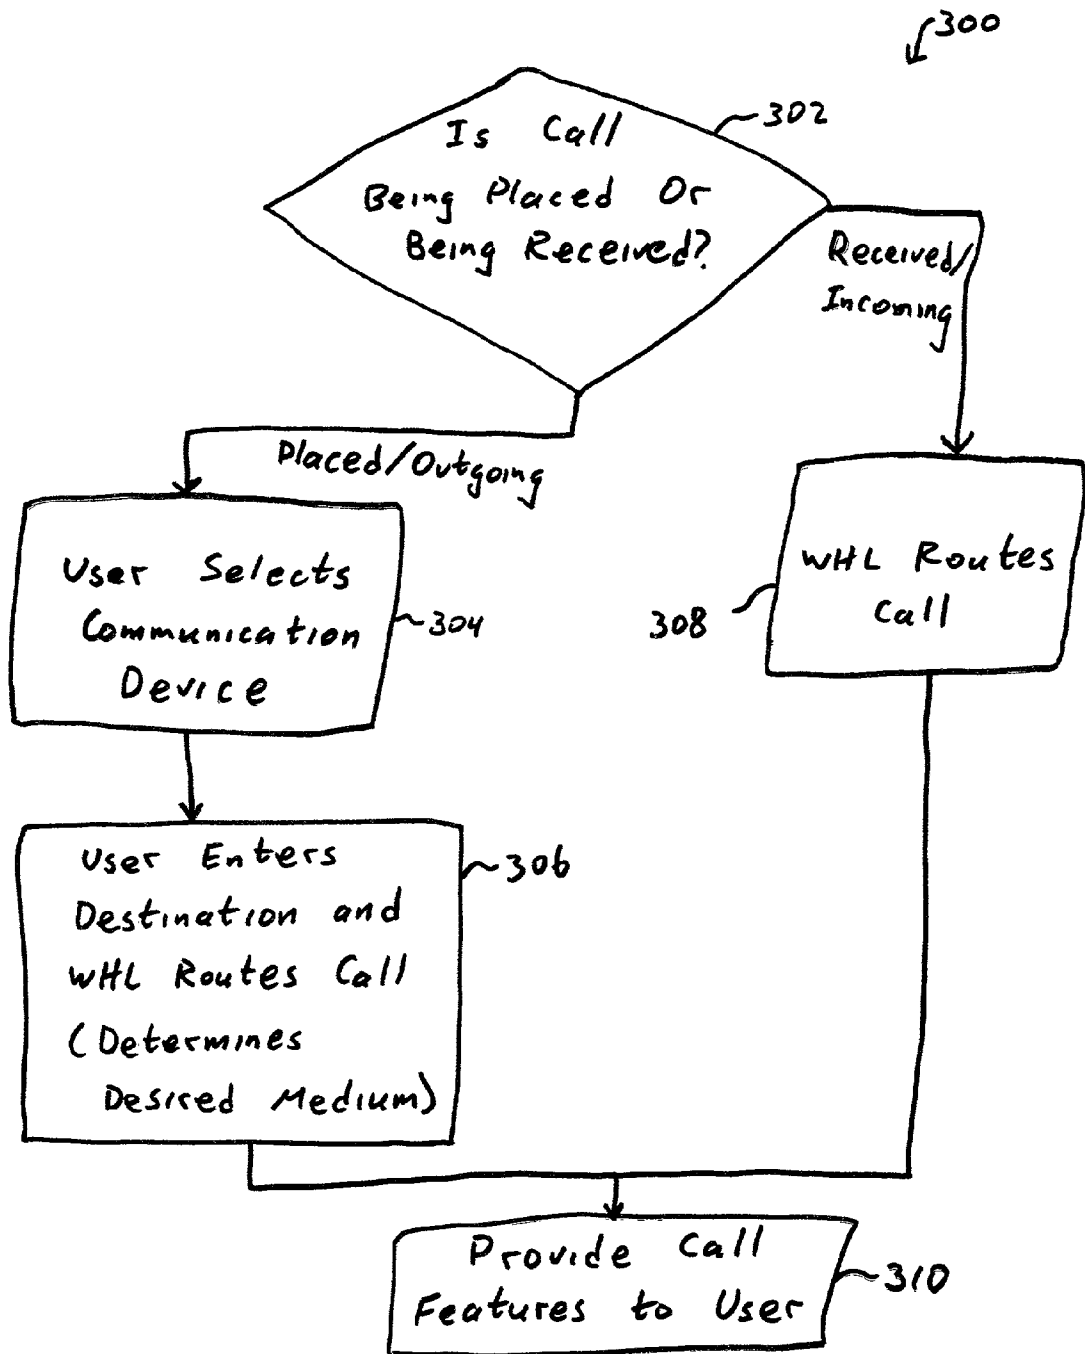 300
302
Is Call
Being Placed Or
Being Received?
Received/
Incoming
Placed/Outgoing
User Selects
Communication
Device
304
WHL Routes
Call
308
User Enters
Destination and
WHL Routes Call
(Determines
Desired Medium)
306
Provide Call
Features to User
310